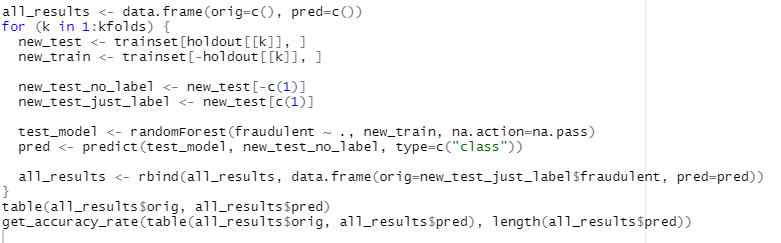 all_results <- data.frame(orig=c(), pred=c())
for (k in 1:kfolds) {
  new_test <- trainset[holdout[[k]], ]
  new_train <- trainset[-holdout[[k]], ]

  new_test_no_label <- new_test[-c(1)]
  new_test_just_label <- new_test[c(1)]

  test_model <- randomForest(fraudulent ~ ., new_train, na.action=na.pass)
  pred <- predict(test_model, new_test_no_label, type=c("class"))

  all_results <- rbind(all_results, data.frame(orig=new_test_just_label$fraudulent, pred=pred))
}
table(all_results$orig, all_results$pred)
get_accuracy_rate(table(all_results$orig, all_results$pred), length(all_results$pred))